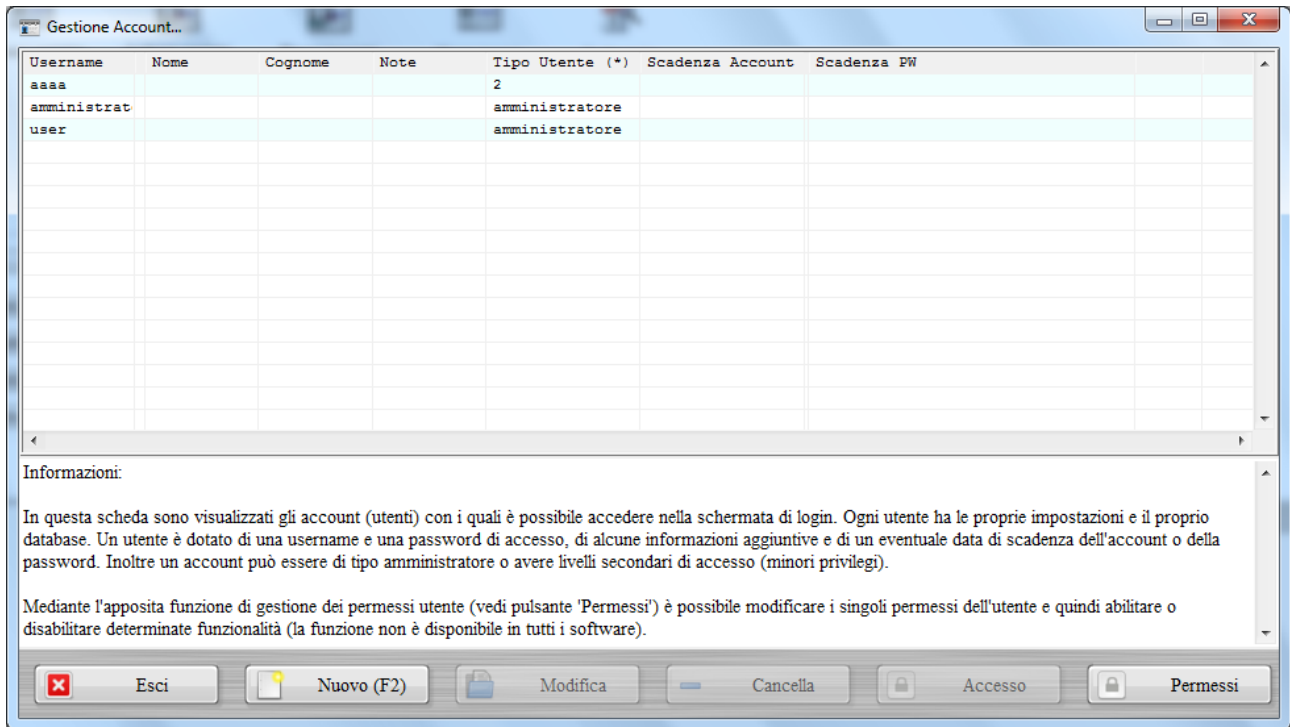 Gestione Account...
Username Nome Cognome Note Tipo Utente (*) Scadenza Account Scadenza PW
aaaa 2
amministrat amministratore
user amministratore
Informazioni:
In questa scheda sono visualizzati gli account (utenti) con i quali è possibile accedere nella schermata di login. Ogni utente ha le proprie impostazioni e il proprio
database. Un utente è dotato di una username e una password di accesso, di alcune informazioni aggiuntive e di un eventuale data di scadenza dell'account o della
password. Inoltre un account può essere di tipo amministratore o avere livelli secondari di accesso (minori privilegi).
Mediante l'apposita funzione di gestione dei permessi utente (vedi pulsante 'Permessi') è possibile modificare i singoli permessi dell'utente e quindi abilitare o
disabilitare determinate funzionalità (la funzione non è disponibile in tutti i software).
Esci Nuovo (F2) Modifica Cancella Accesso Permessi